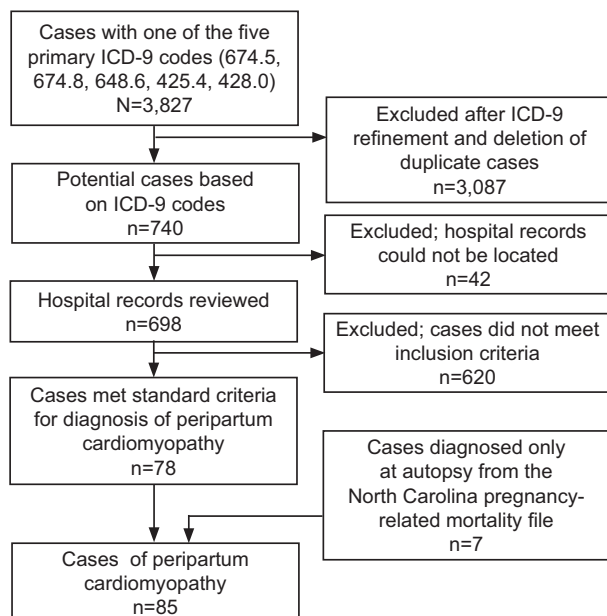 Cases with one of the five
primary ICD-9 codes (674.5,
674.8, 648.6, 425.4, 428.0)
N=3,827
Excluded after ICD-9
refinement and deletion of
duplicate cases
n=3,087
Potential cases based
on ICD-9 codes
n=740
Excluded; hospital records
could not be located
n=42
Hospital records reviewed
n=698
Excluded; cases did not meet
inclusion criteria
n=620
Cases met standard criteria
for diagnosis of peripartum
cardiomyopathy
n=78
Cases diagnosed only
at autopsy from the
North Carolina pregnancy-
related mortality file
n=7
Cases of peripartum
cardiomyopathy
n=85